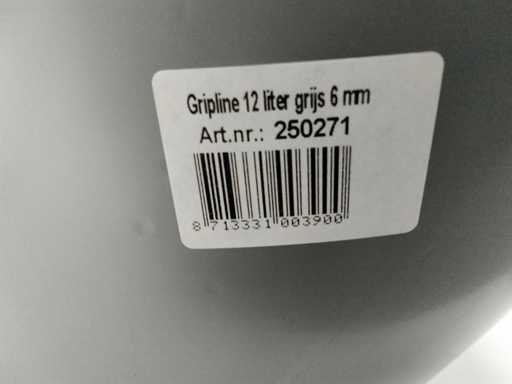 Gripline 12 liter grijs 6 mm
Art.nr.: 250271
8 713331 003900